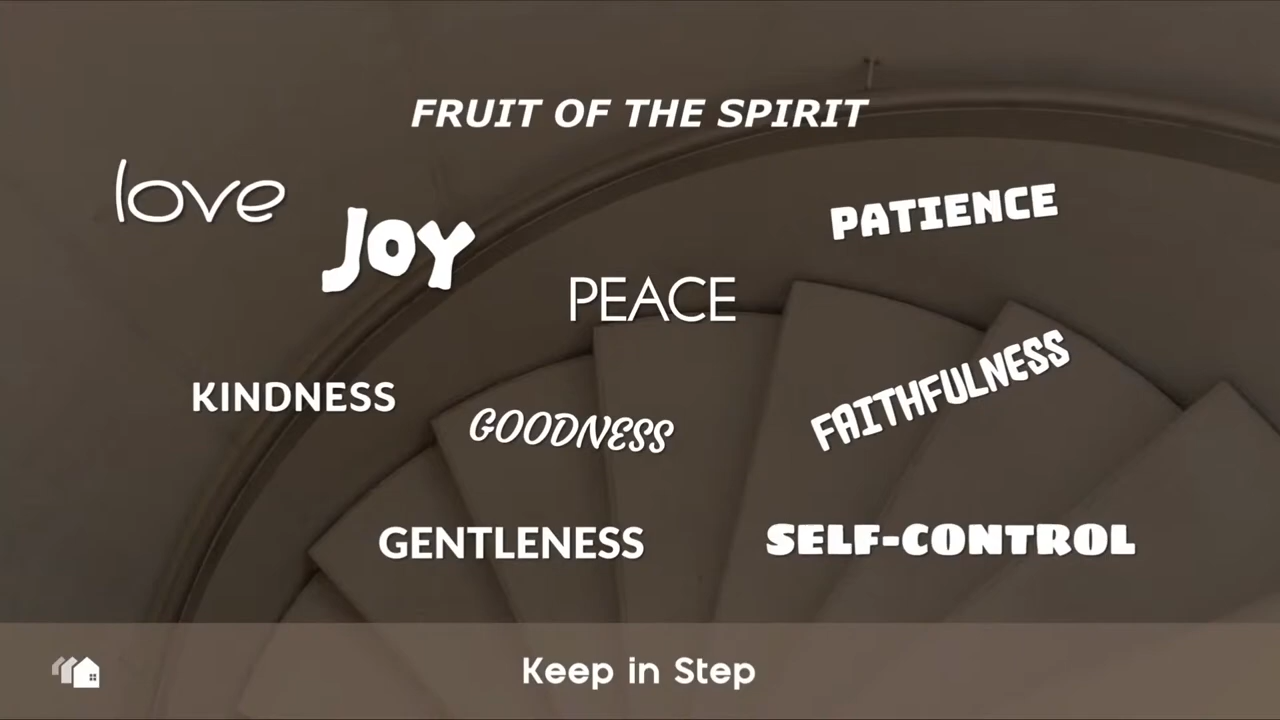 FRUIT OF THE SPIRIT
love
JOY
PEACE
PATIENCE
KINDNESS
GOODNESS
FAITHFULNESS
GENTLENESS
SELF-CONTROL
Keep in Step